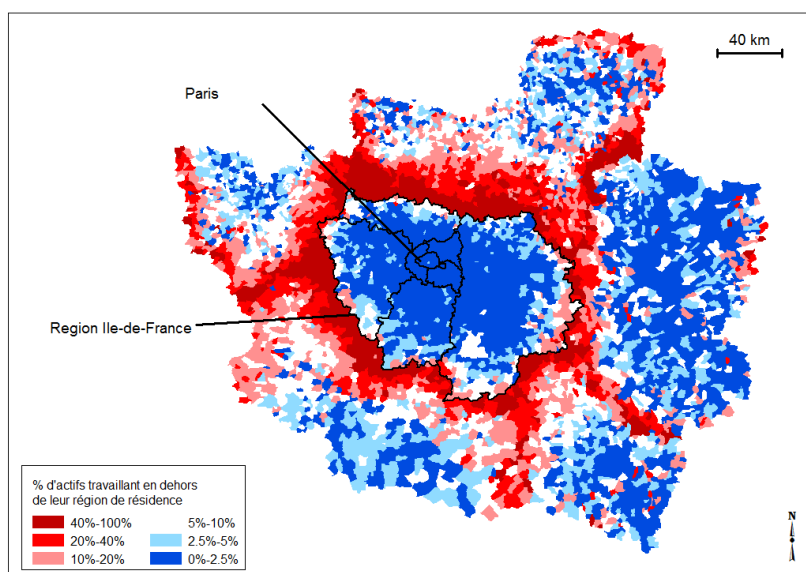 40 km
Paris
Region Ile-de-France
% d'actifs travaillant en dehors
de leur région de résidence
40%-100% 5%-10%
20%-40% 2.5%-5%
10%-20% 0%-2.5%
N